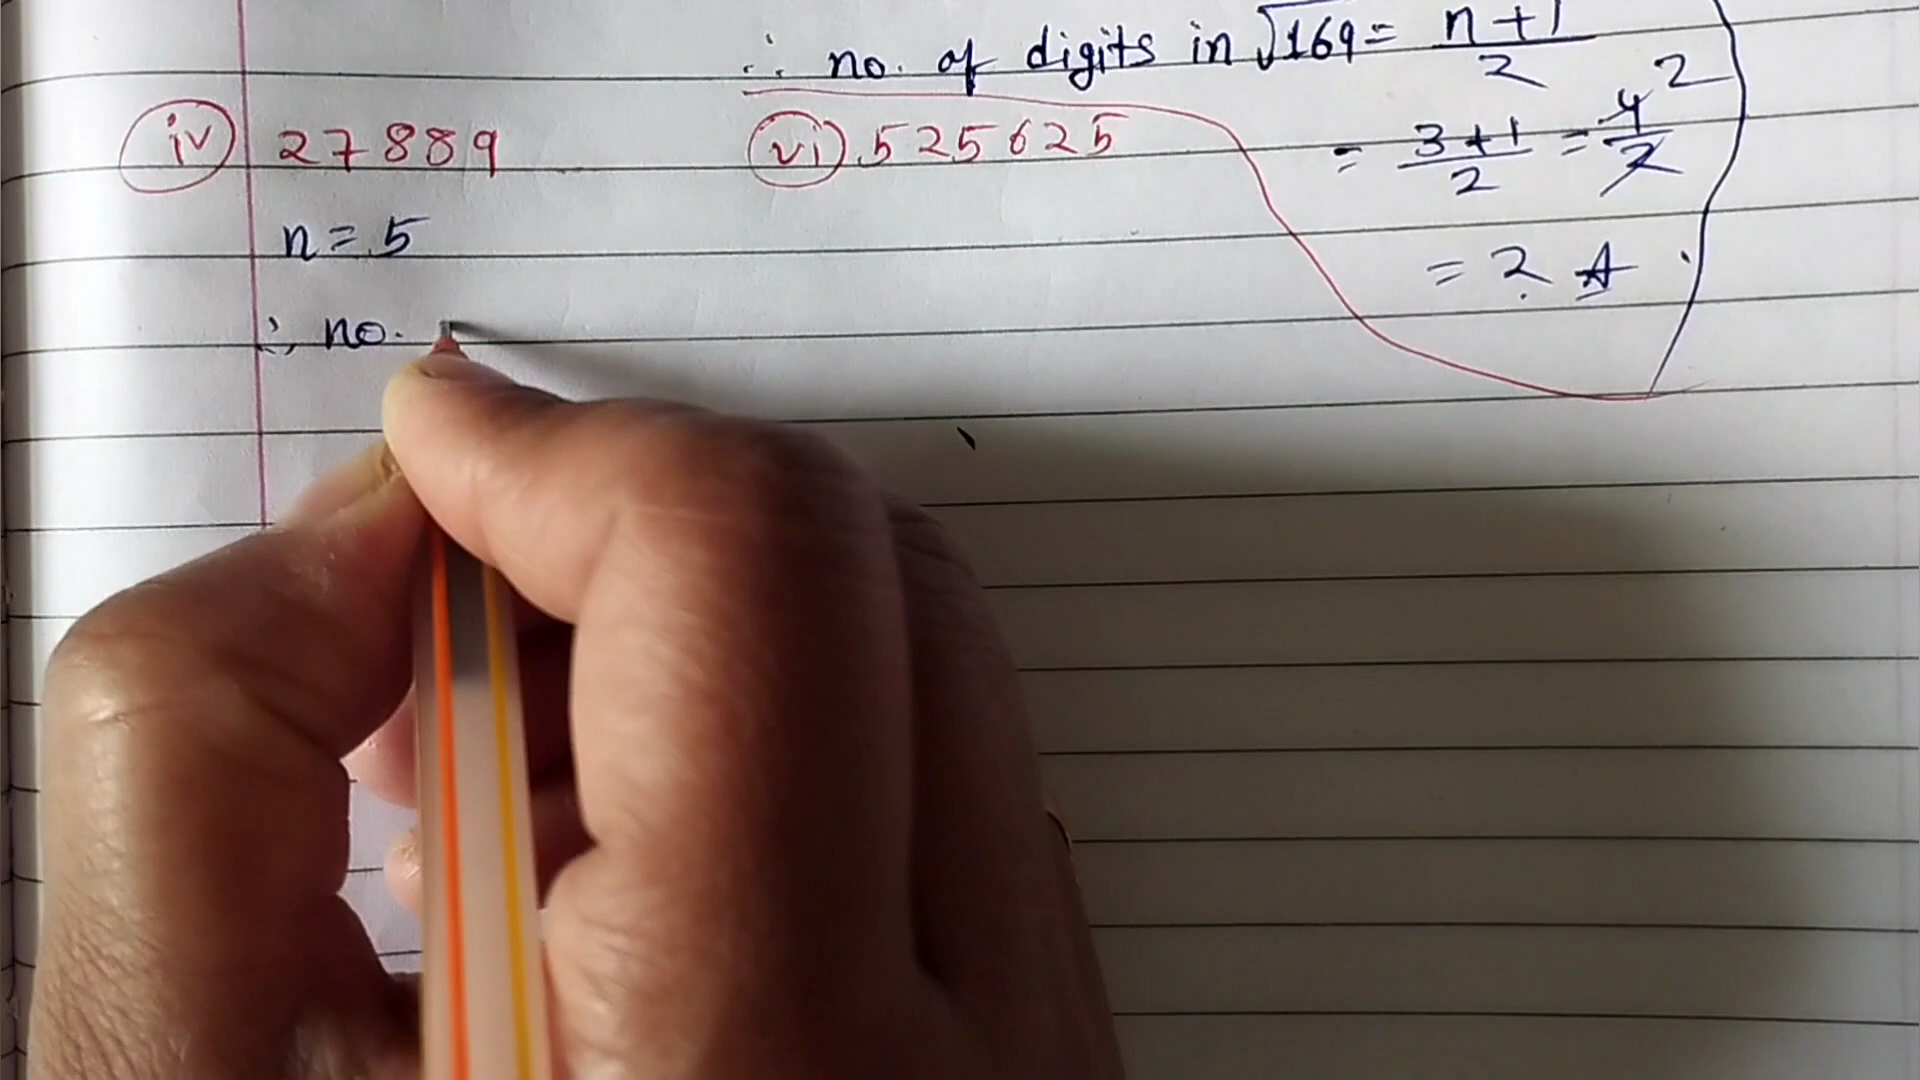 ∴ no. of digits in √169 = n+1/2
= 3+1/2 = 4/2 2
= 2 A
iv 27889
n = 5
∴ no.
vi) 525625